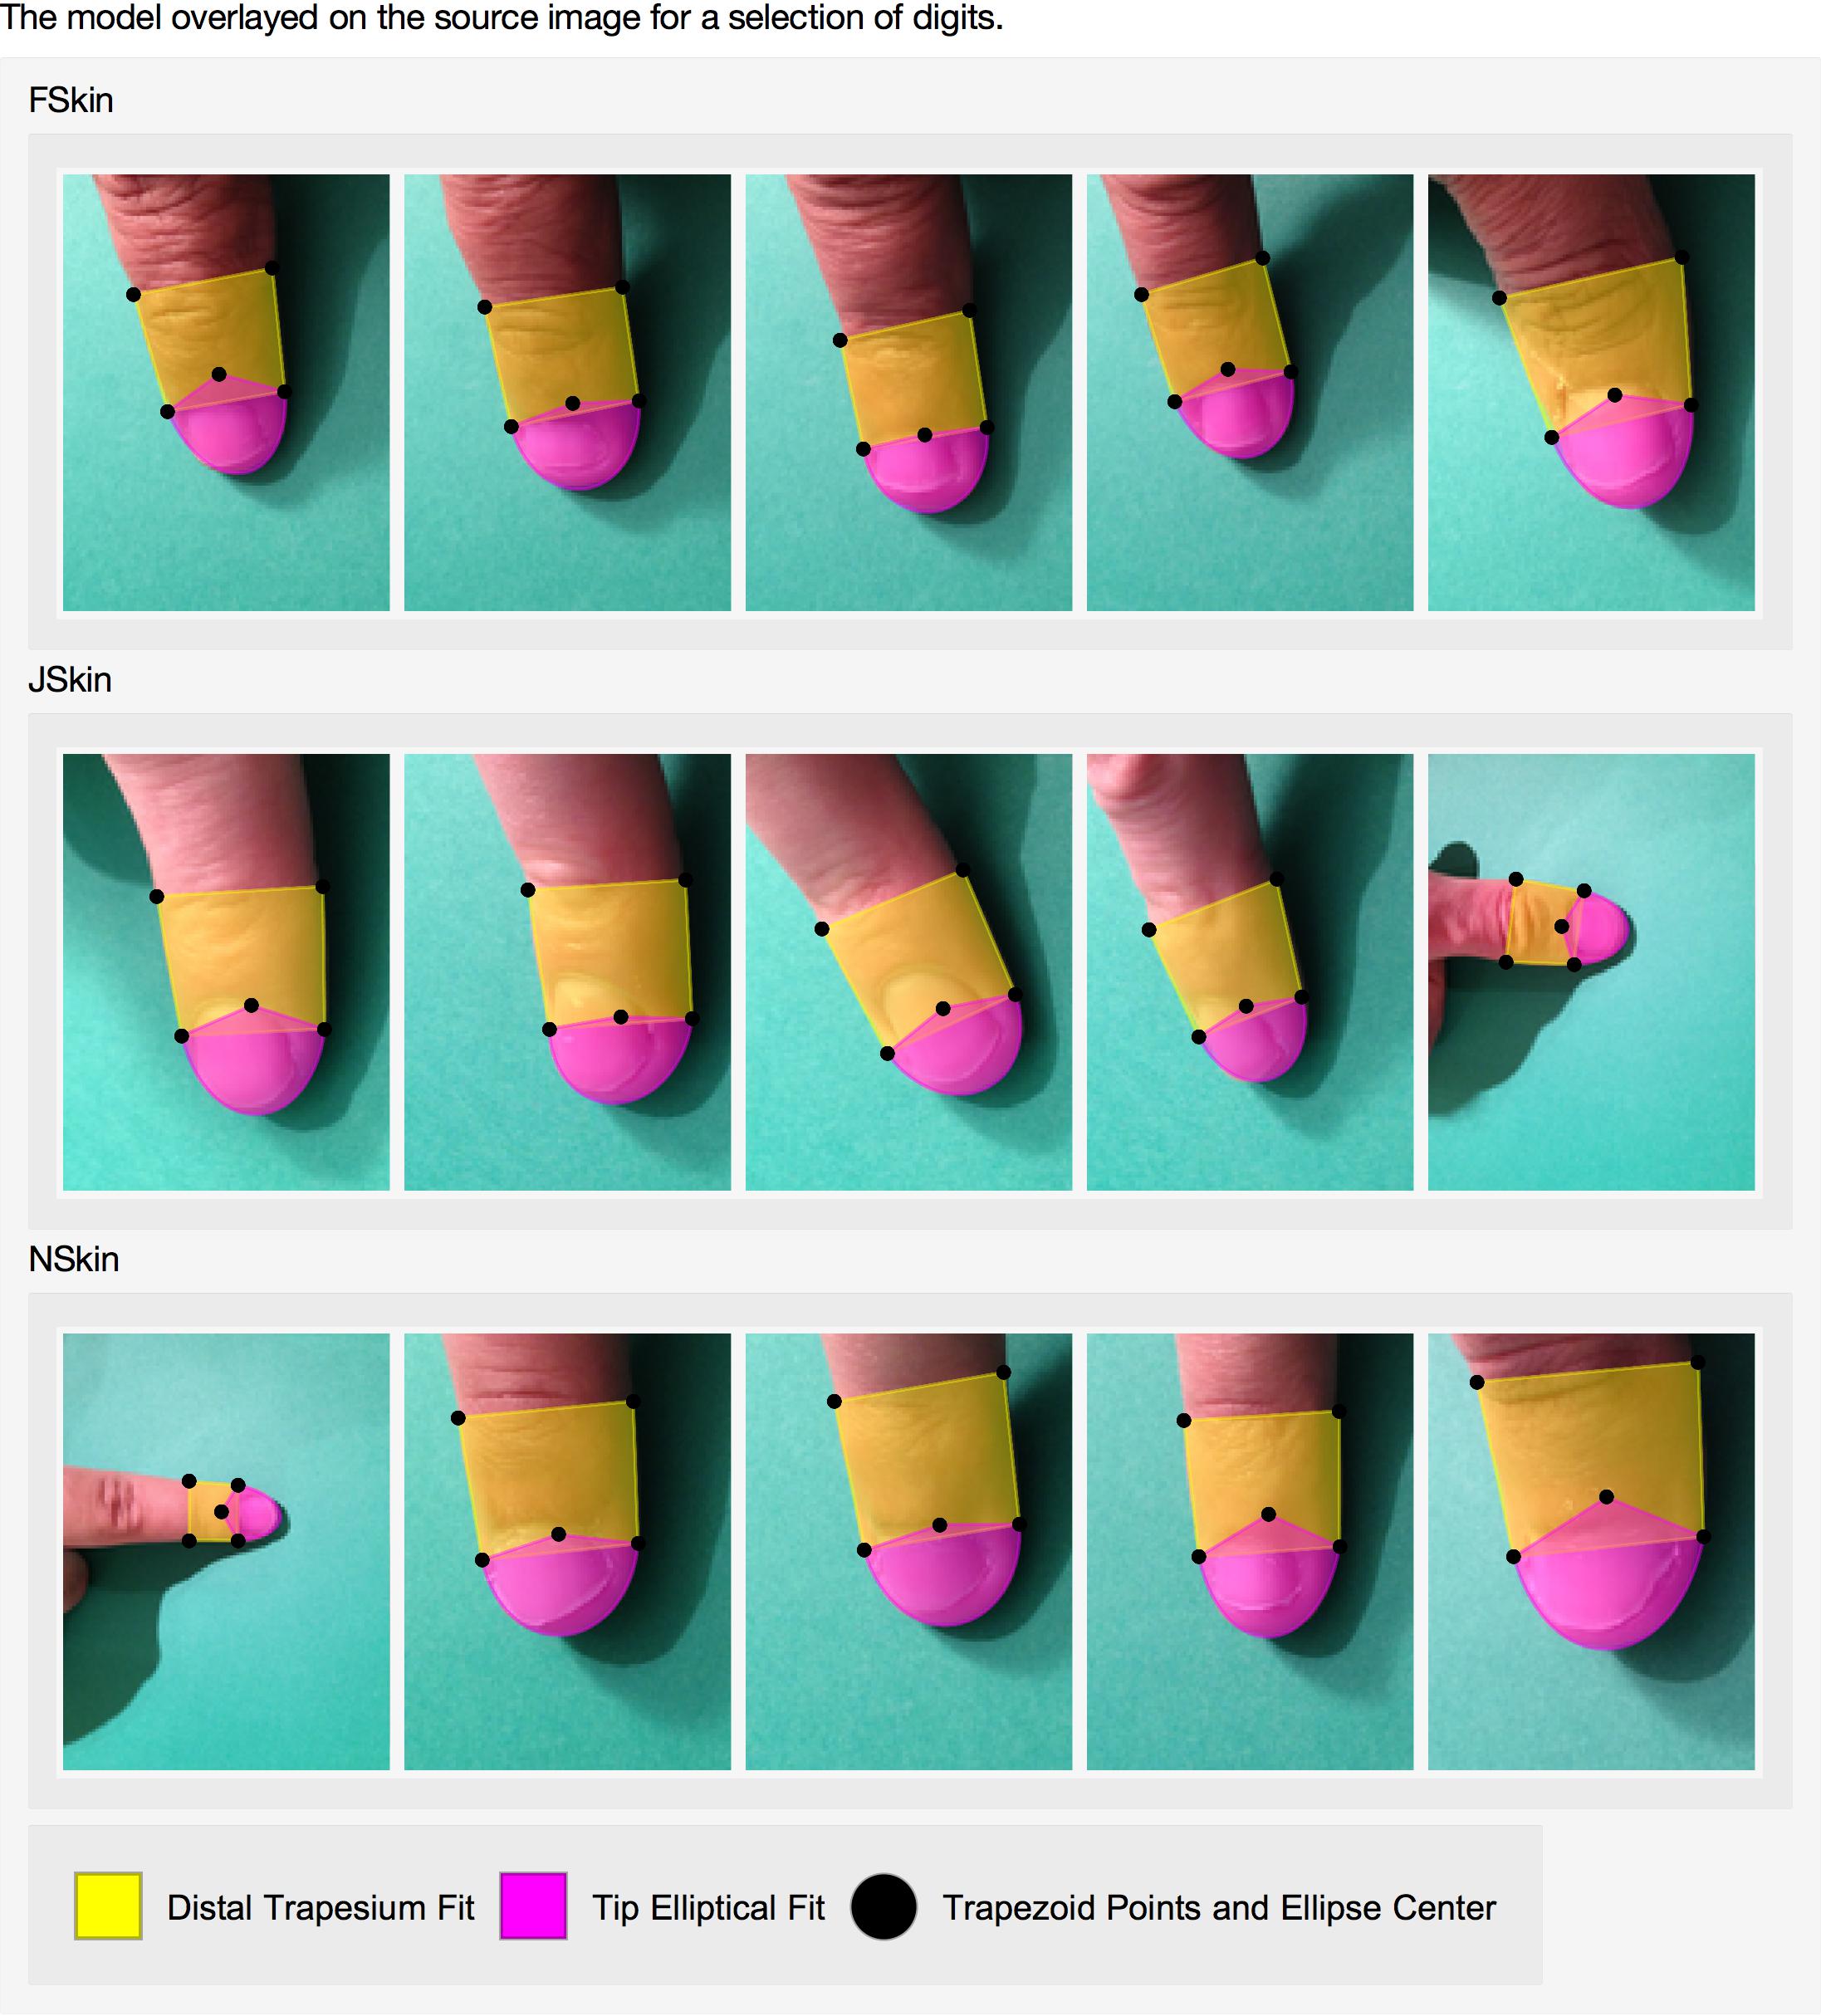 The model overlayed on the source image for a selection of digits.
FSkin
JSkin
NSkin
Distal Trapesium Fit Tip Elliptical Fit Trapezoid Points and Ellipse Center